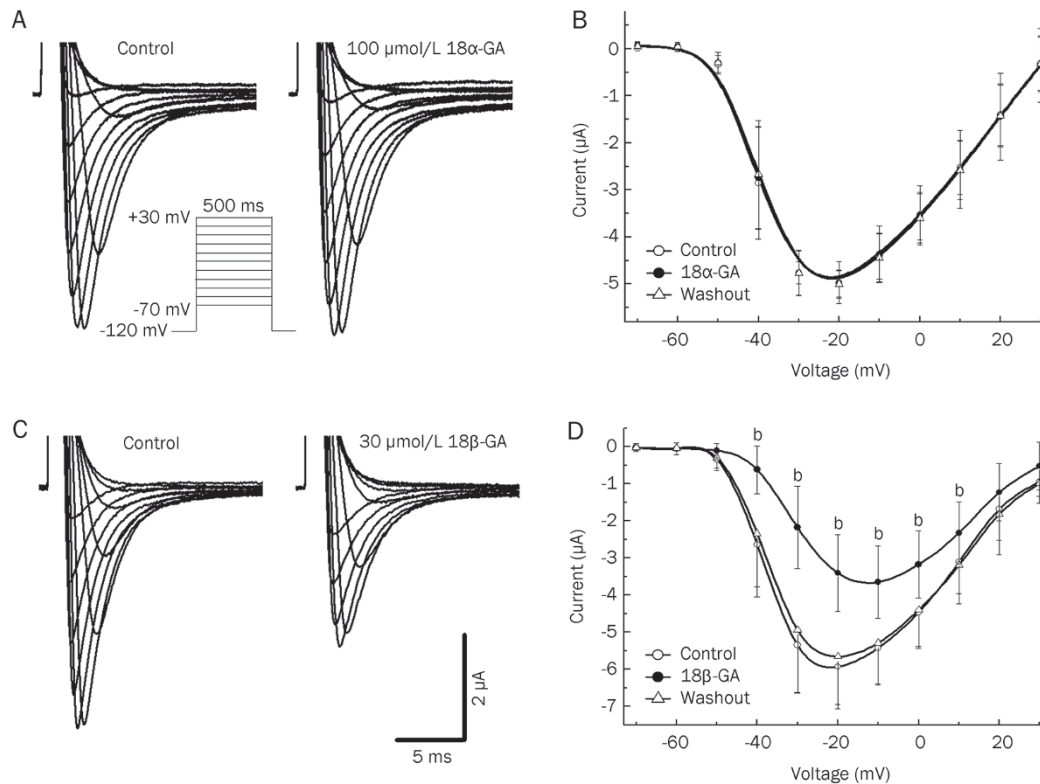 A
Control
100 µmol/L 18α-GA
500 ms
+30 mV
-70 mV
-120 mV
B
0
-1
-2
-3
-4
-5
Current (µA)
Control
18α-GA
Washout
-60
-40
-20
0
20
Voltage (mV)
C
Control
30 µmol/L 18β-GA
2 µA
5 ms
D
0
-1
-2
-3
-4
-5
-6
-7
Current (µA)
b
b
b
b
b
b
Control
18β-GA
Washout
-60
-40
-20
0
20
Voltage (mV)